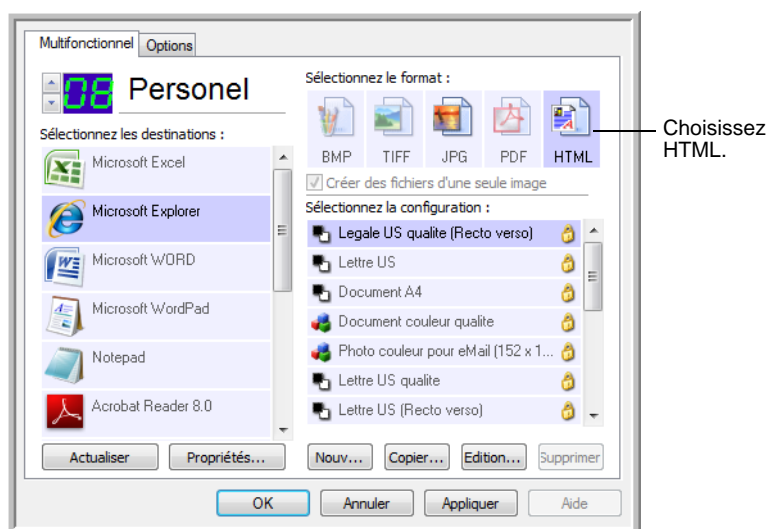 Multifonctionnel
Options
08
Personel
Sélectionnez les destinations :
Microsoft Excel
Microsoft Explorer
Microsoft WORD
Microsoft WordPad
Notepad
Acrobat Reader 8.0
Actualiser
Propriétés...
Sélectionnez le format :
BMP TIFF JPG PDF HTML
Créer des fichiers d'une seule image
Sélectionnez la configuration :
Legale US qualite (Recto verso)
Lettre US
Document A4
Document couleur qualite
Photo couleur pour eMail (152 x 1...
Lettre US qualite
Lettre US (Recto verso)
Nouv... Copier... Edition... Supprimer
OK Annuler Appliquer Aide
Choisissez
HTML.